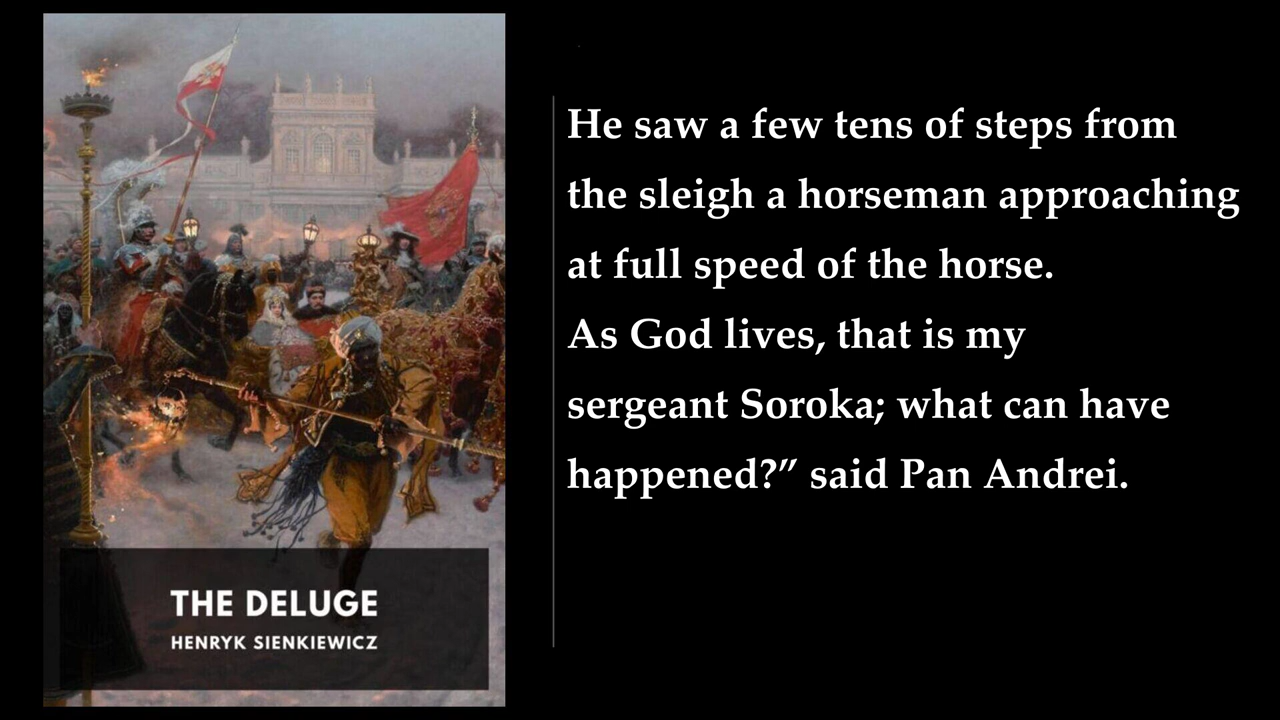 He saw a few tens of steps from
the sleigh a horseman approaching
at full speed of the horse.
As God lives, that is my
sergeant Soroka; what can have
happened?” said Pan Andrei.
THE DELUGE
HENRYK SIENKIEWICZ